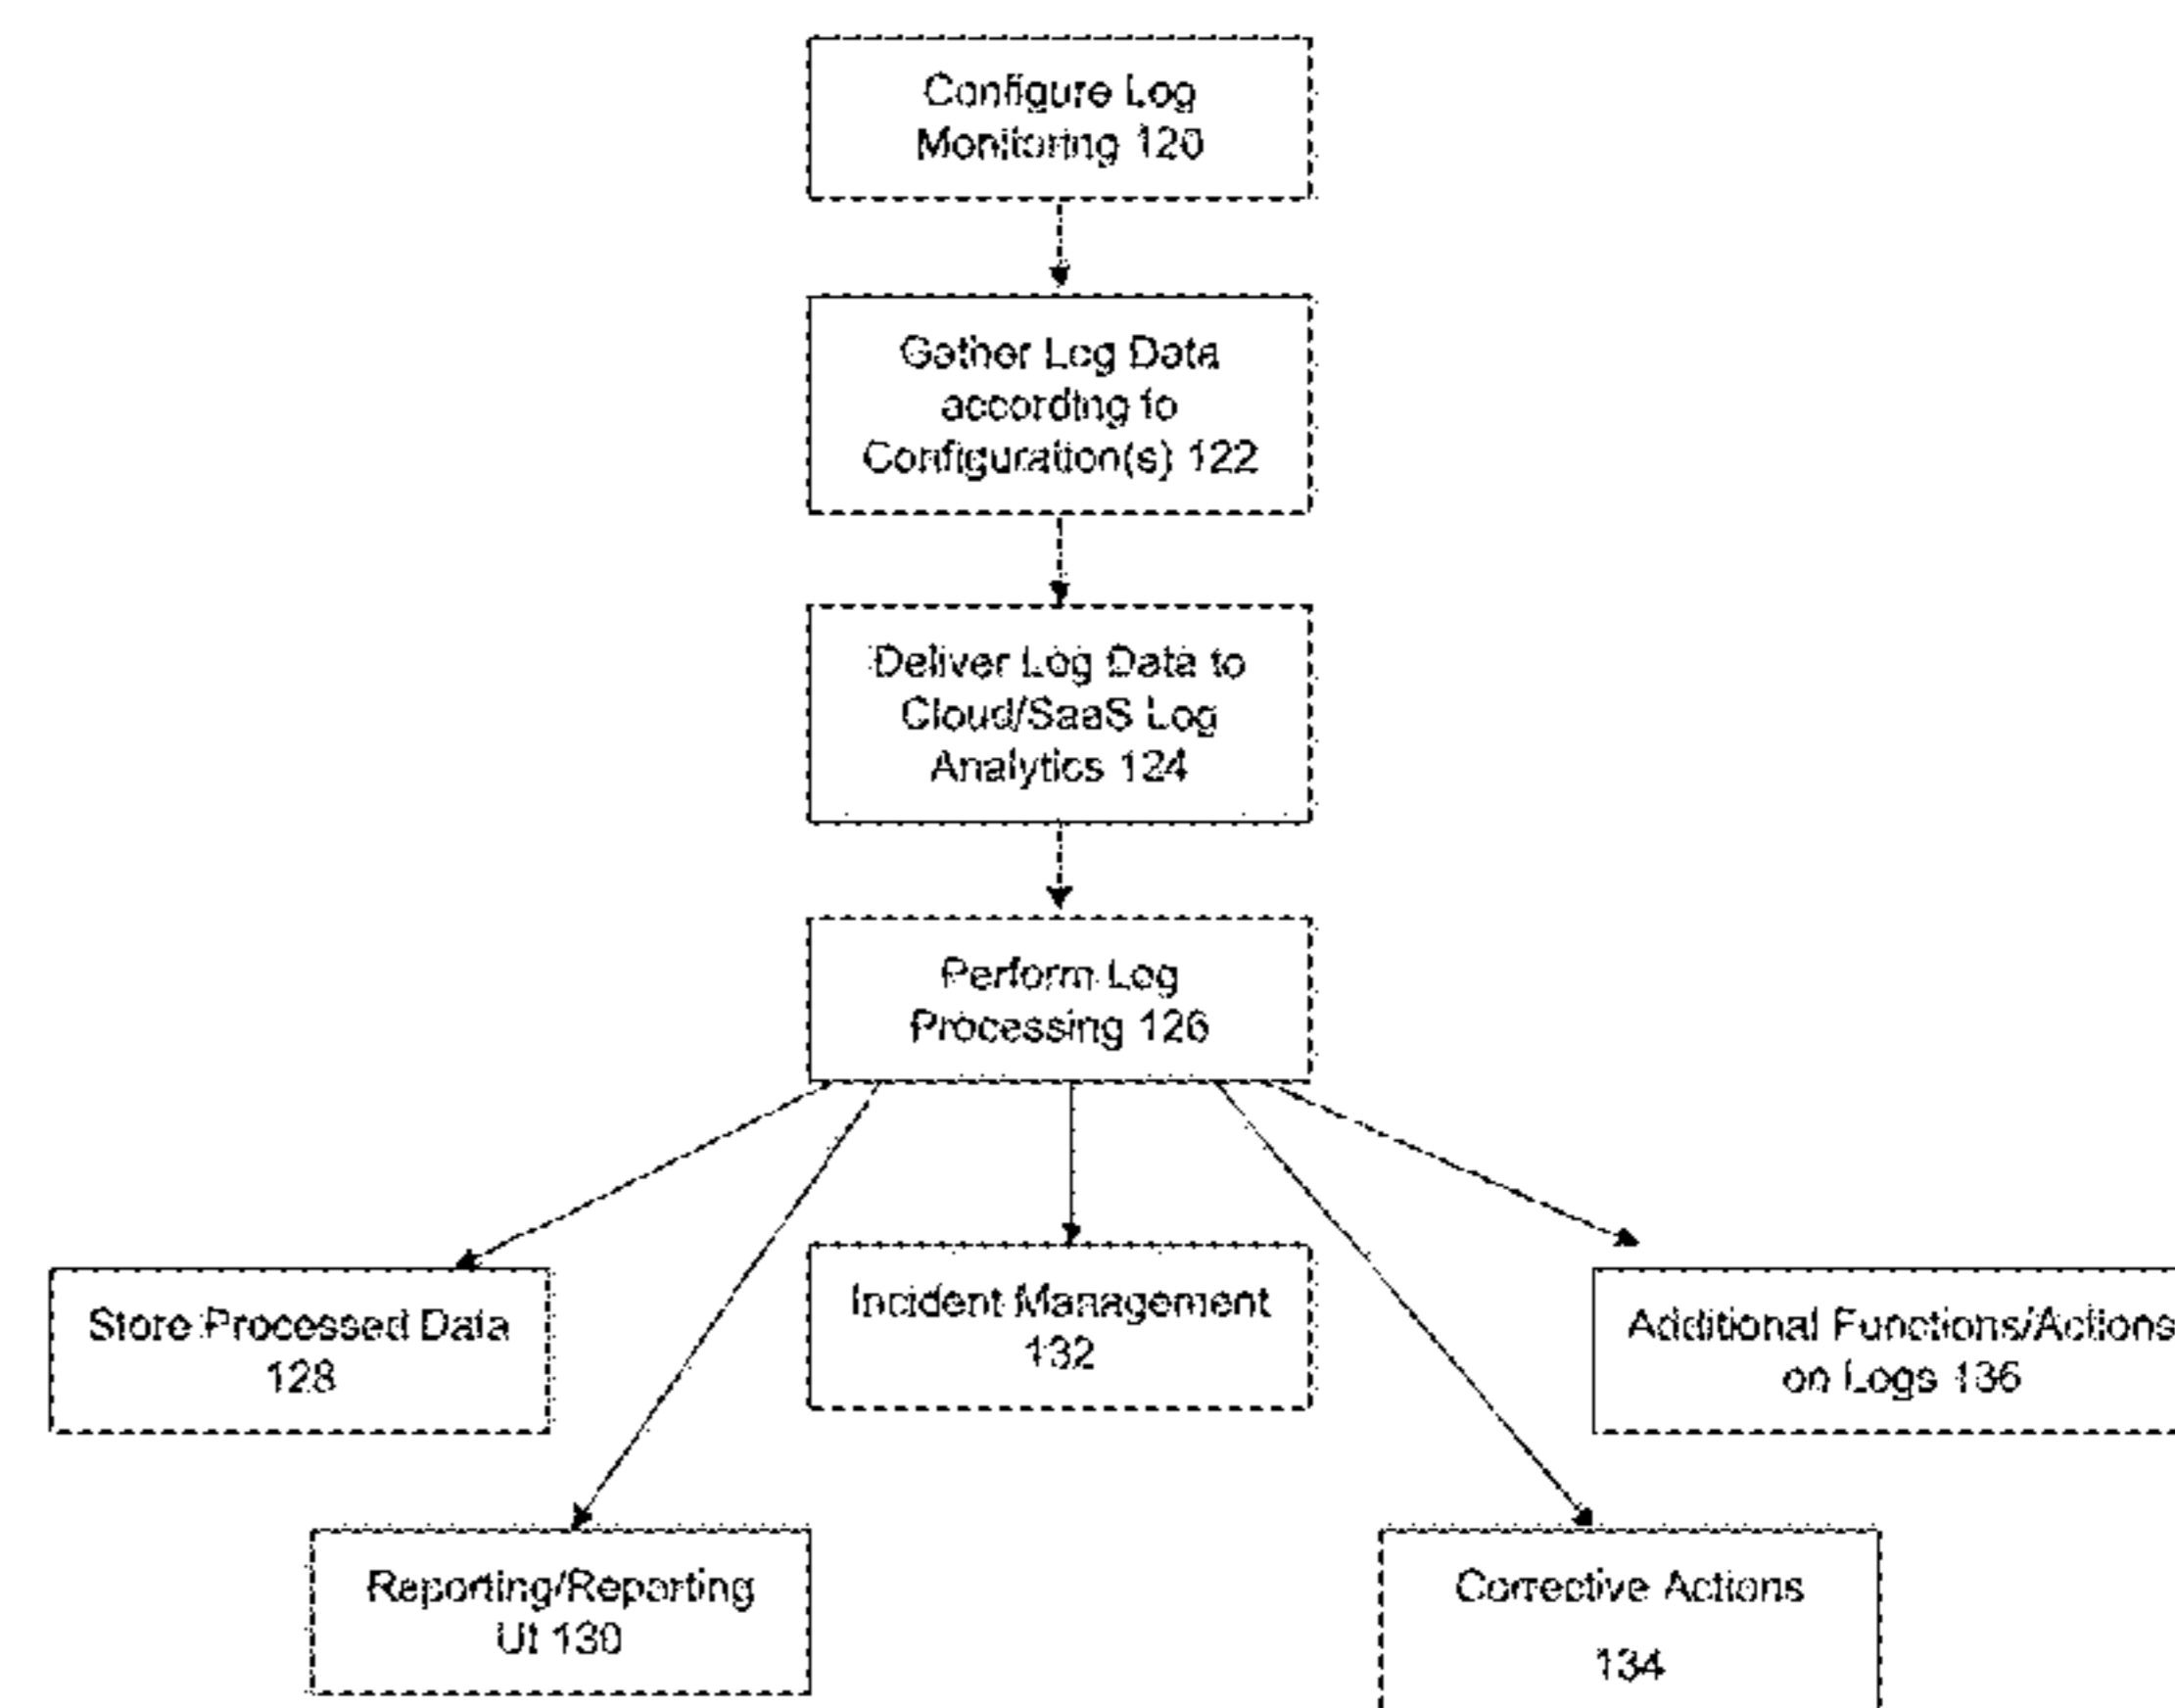 Configure Log
Monitoring 120
Gather Log Data
according to
Configuration(s) 122
Deliver Log Data to
Cloud/SaaS Log
Analytics 124
Perform Log
Processing 126
Store Processed Data
128
Incident Management
132
Additional Functions/Actions
on Logs 136
Reporting/Reporting
UI 130
Corrective Actions
134